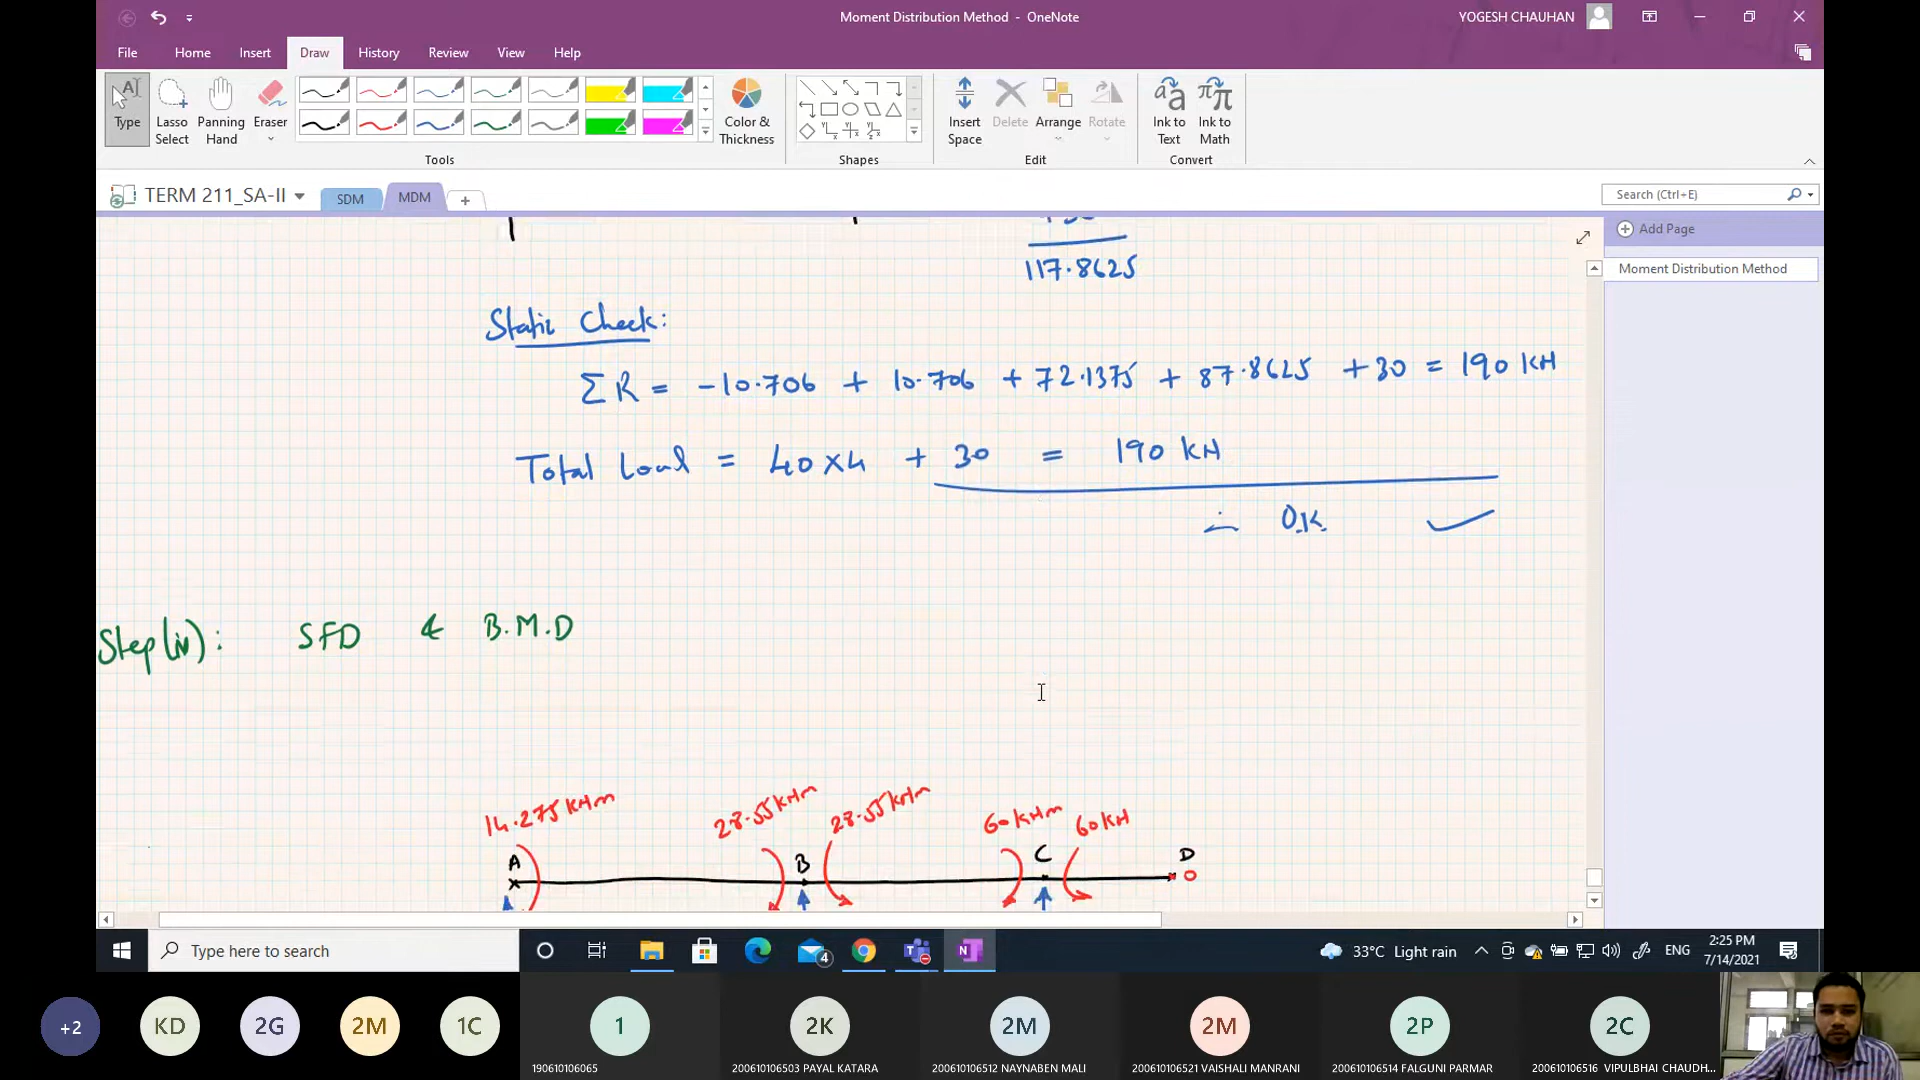 Moment Distribution Method - OneNote
YOGESH CHAUHAN
File Home Insert Draw History Review View Help
Type
Lasso Select
Panning Hand
Eraser
Color & Thickness
Insert Space
Delete
Arrange
Rotate
Ink to Text
Ink to Math
Tools Shapes Edit Convert
TERM 211_SA-II
SDM
MDM
Search (Ctrl+E)
Add Page
Moment Distribution Method
117.8625
Static Check:
ΣR = -10.706 + 10.706 + 72.1375 + 87.8625 + 30 = 190 KN
Total Load = 40×4 + 30 = 190 KN
∴ O.K.
Step(iv): SFD & B.M.D
14.275 KNm 28.55 KNm 28.55 KNm 60 KNm 60 KN
A B C D
0
Type here to search
4
33°C Light rain
ENG
2:25 PM
7/14/2021
+2 KD 2G 2M 1C 1 2K 2M 2M 2P 2C
190610106065
200610106503 PAYAL KATARA
200610106512 NAYNABEN MALI
200610106521 VAISHALI MANRANI
200610106514 FALGUNI PARMAR
200610106516 VIPULBHAI CHAUDH...